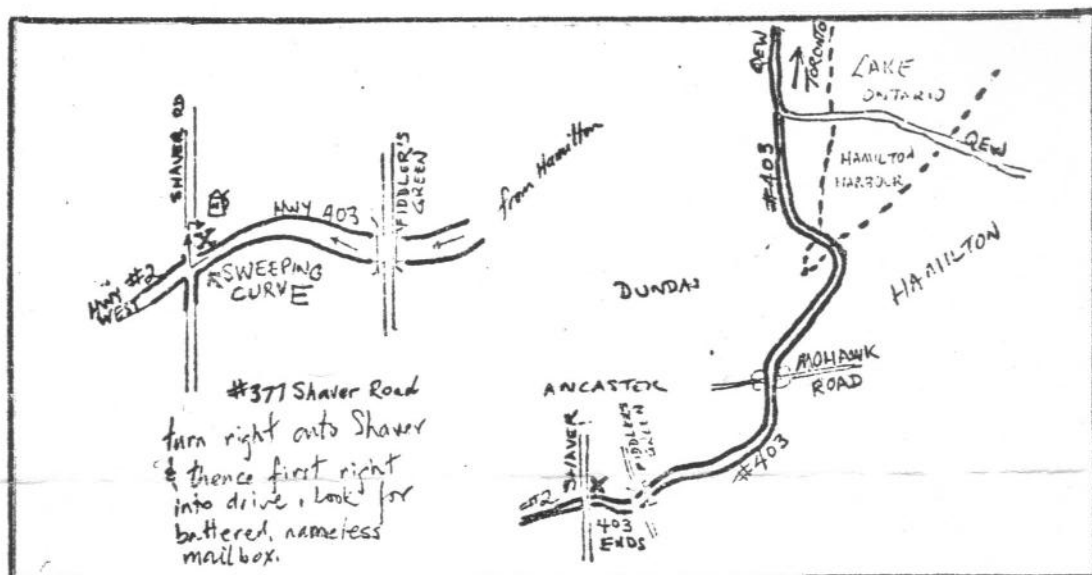 SHAVER RD
FIDDLER'S
GREEN
from Hamilton
HWY 403
HWY #2
WEST
SWEEPING
CURVE
#377 Shaver Road
turn right onto Shaver
& thence first right
into drive. Look for
battered, nameless
mailbox.
QEW
TORONTO
LAKE
ONTARIO
QEW
#403
HAMILTON
HARBOUR
HAMILTON
DUNDAS
MOHAWK
ROAD
ANCASTER
SHAVER
FIDDLERS
GREEN
#403
#2
X
403
ENDS
X